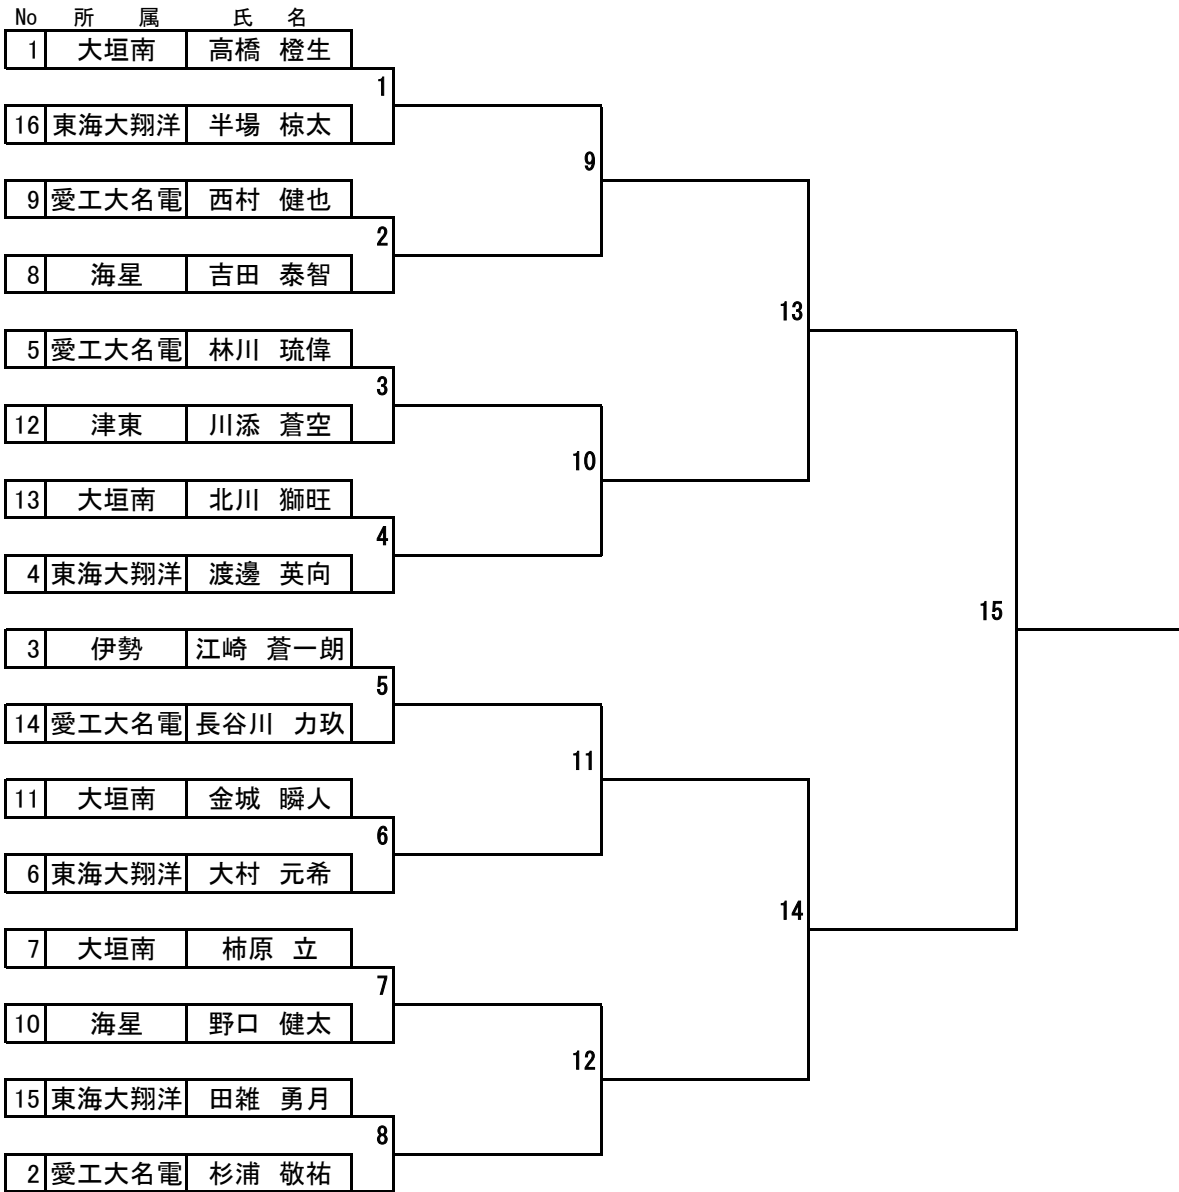 No 所 属 氏 名
1 大垣南 高橋 橙生
1
16 東海大翔洋 半場 椋太
9
9 愛工大名電 西村 健也
2
8 海星 吉田 泰智
13
5 愛工大名電 林川 琉偉
3
12 津東 川添 蒼空
10
13 大垣南 北川 獅旺
4
4 東海大翔洋 渡邊 英向
15
3 伊勢 江崎 蒼一朗
5
14 愛工大名電 長谷川 力玖
11
11 大垣南 金城 瞬人
6
6 東海大翔洋 大村 元希
14
7 大垣南 柿原 立
7
10 海星 野口 健太
12
15 東海大翔洋 田雑 勇月
8
2 愛工大名電 杉浦 敬祐